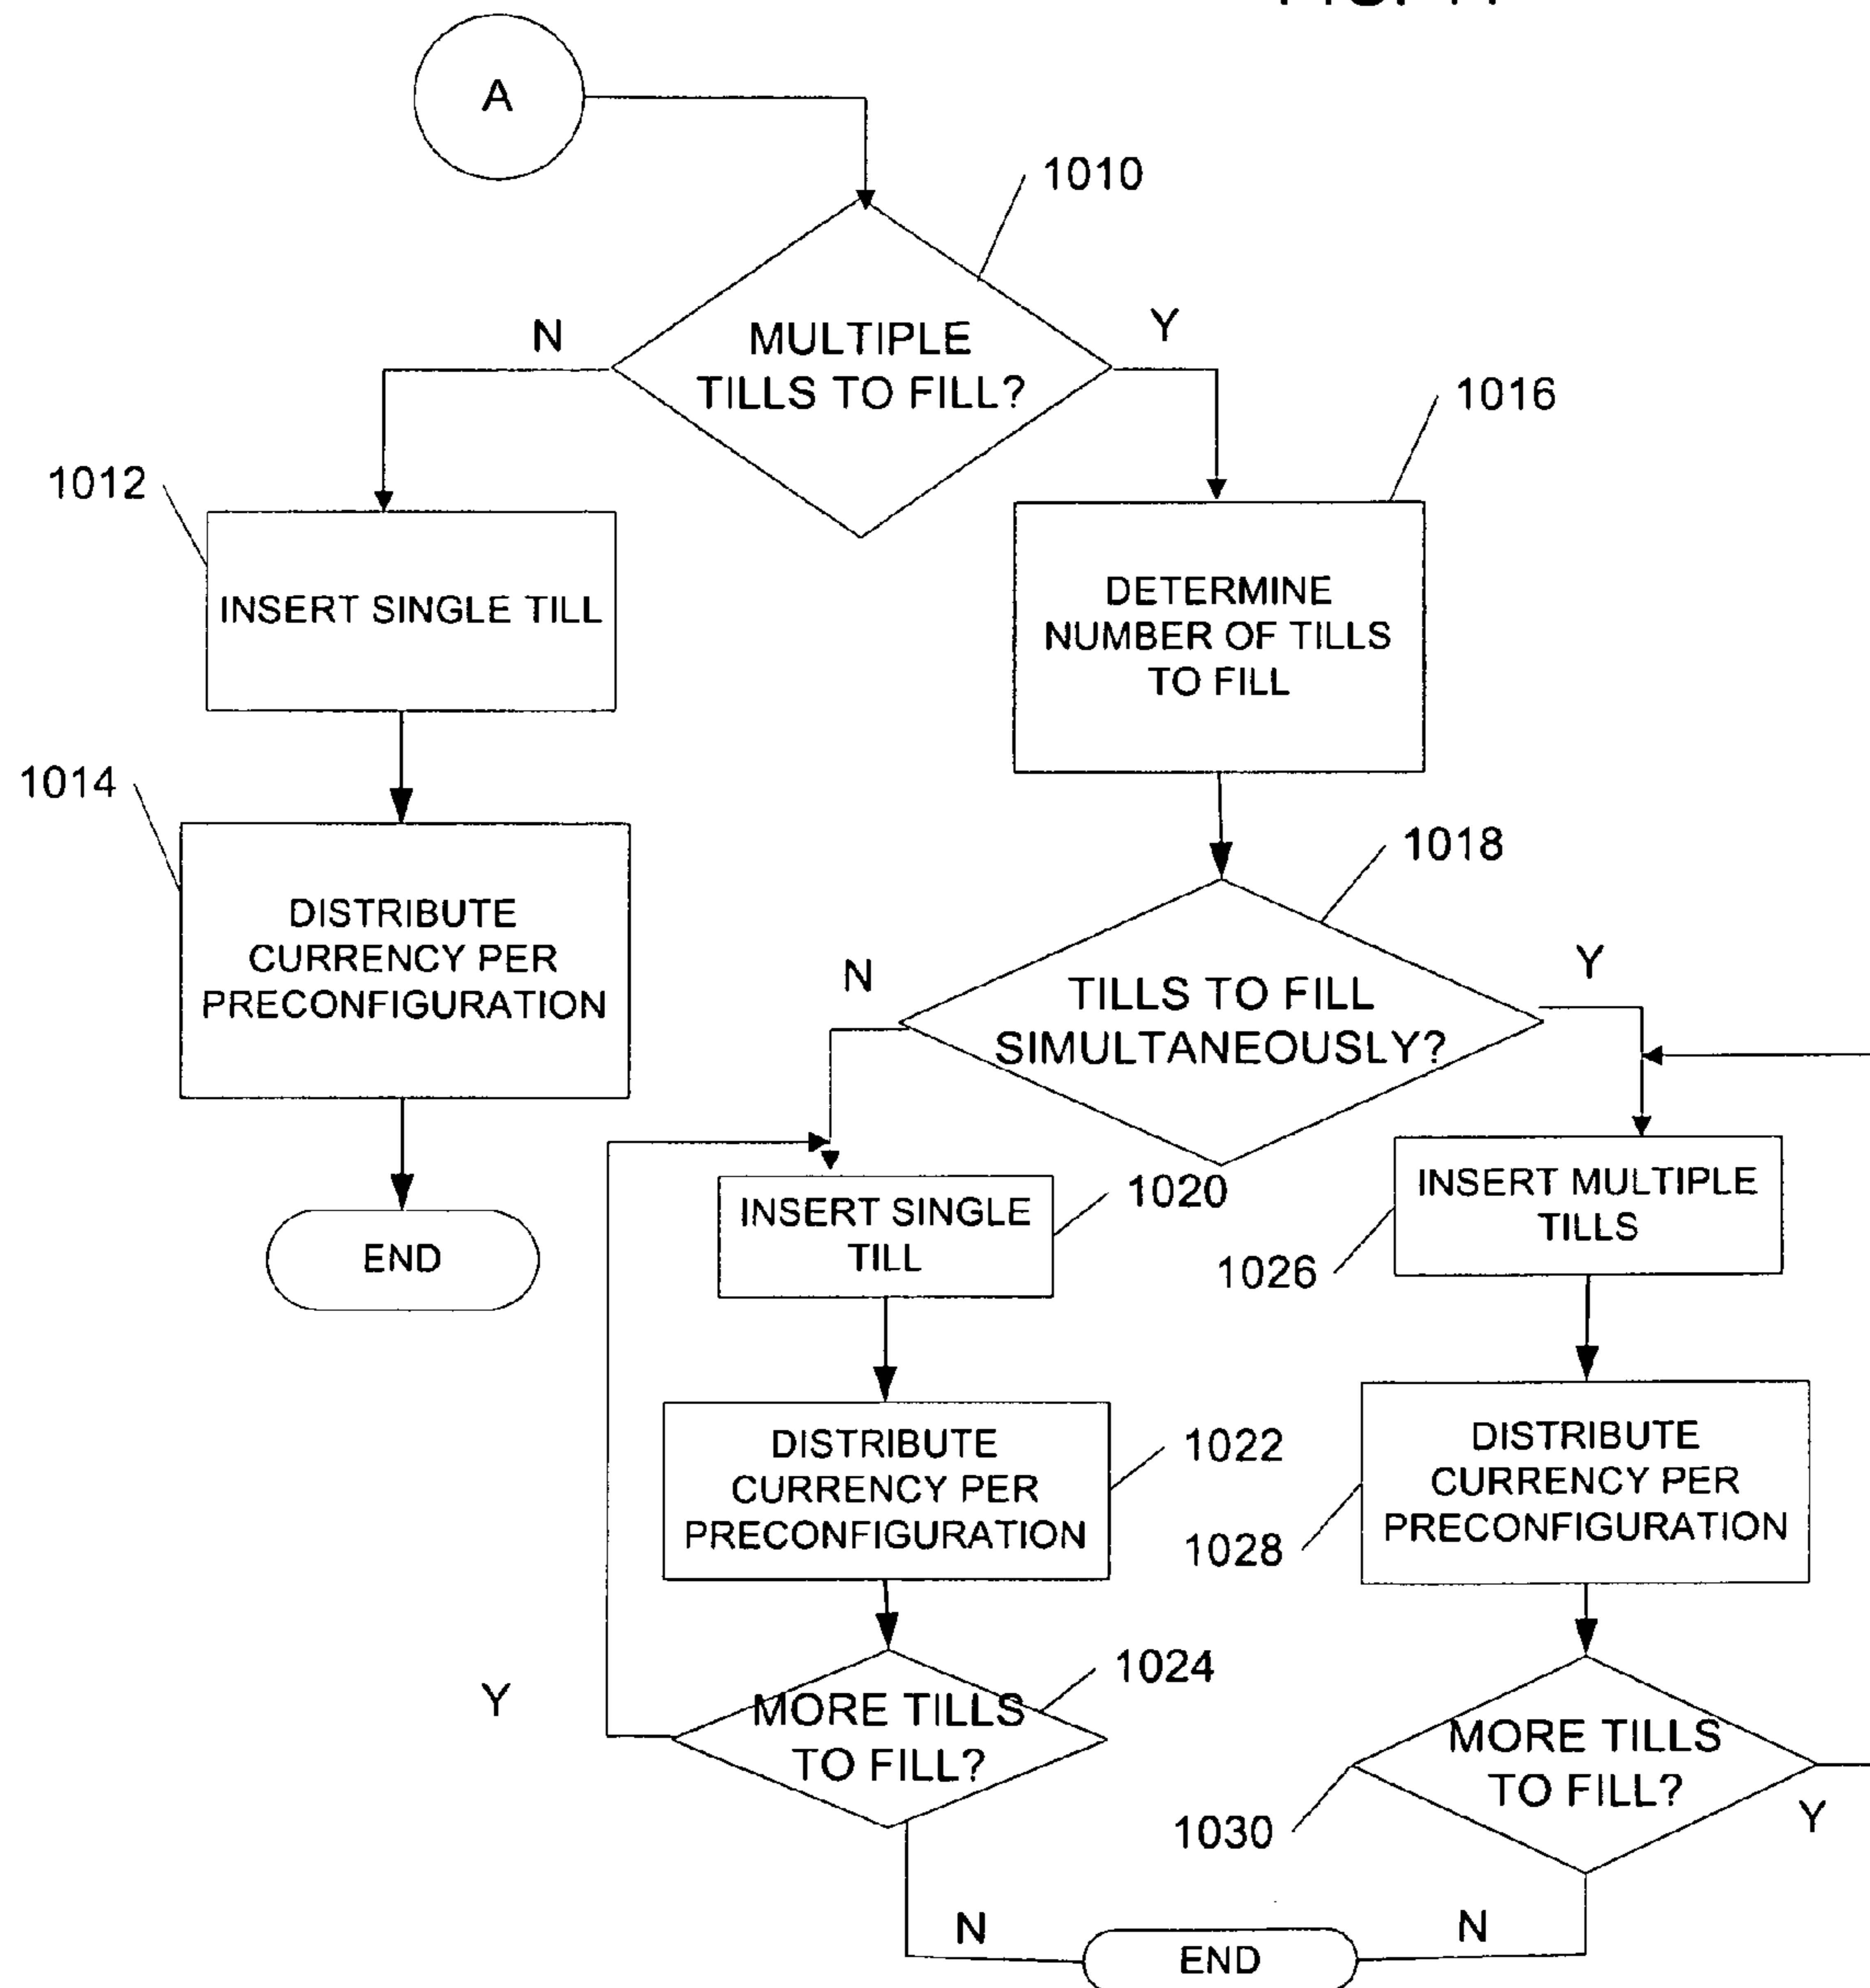 A
1010
N
Y
MULTIPLE
TILLS TO FILL?
1016
1012
INSERT SINGLE TILL
DETERMINE
NUMBER OF TILLS
TO FILL
1014
DISTRIBUTE
CURRENCY PER
PRECONFIGURATION
1018
N
Y
TILLS TO FILL
SIMULTANEOUSLY?
END
INSERT SINGLE
TILL
1020
INSERT MULTIPLE
TILLS
1026
DISTRIBUTE
CURRENCY PER
PRECONFIGURATION
1022
DISTRIBUTE
CURRENCY PER
PRECONFIGURATION
1028
1024
Y
MORE TILLS
TO FILL?
MORE TILLS
TO FILL?
1030
Y
N
N
END